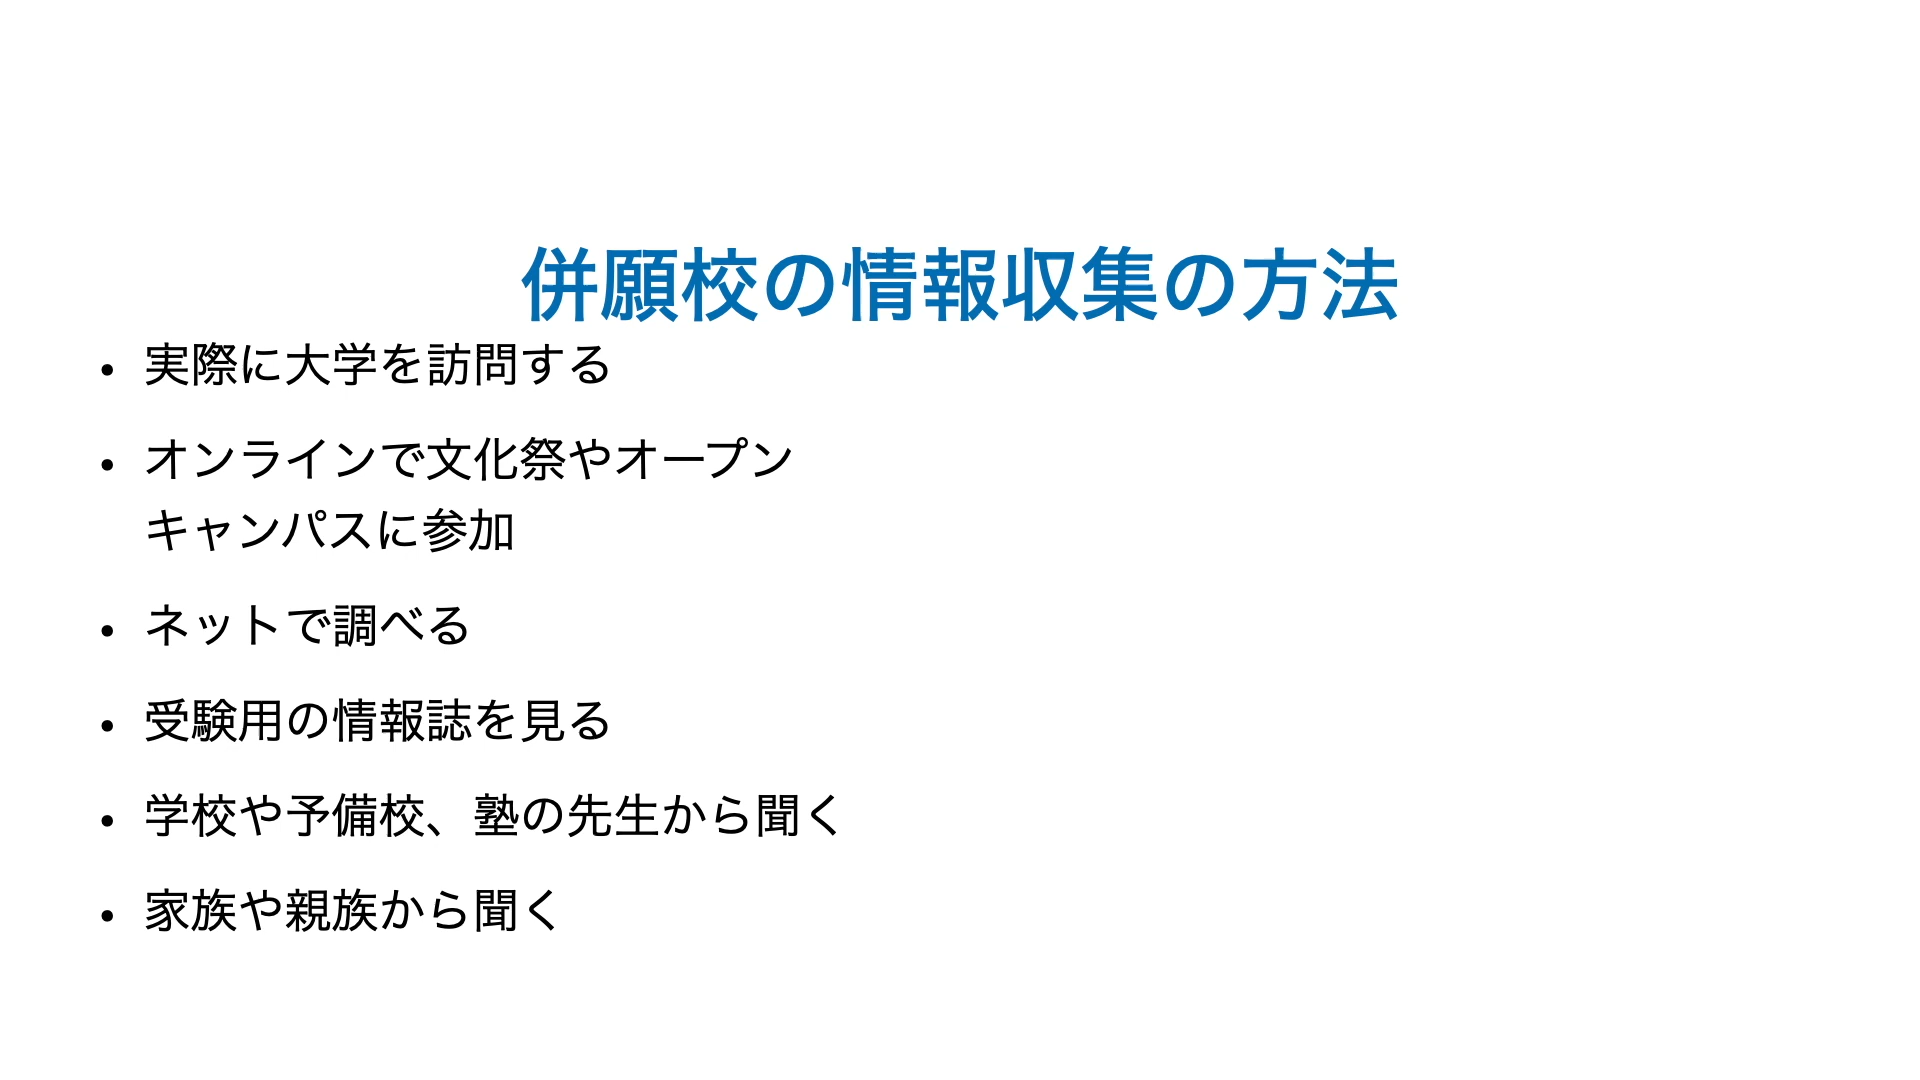 併願校の情報収集の方法
• 実際に大学を訪問する
• オンラインで文化祭やオープン
キャンパスに参加
• ネットで調べる
• 受験用の情報誌を見る
• 学校や予備校、塾の先生から聞く
• 家族や親族から聞く